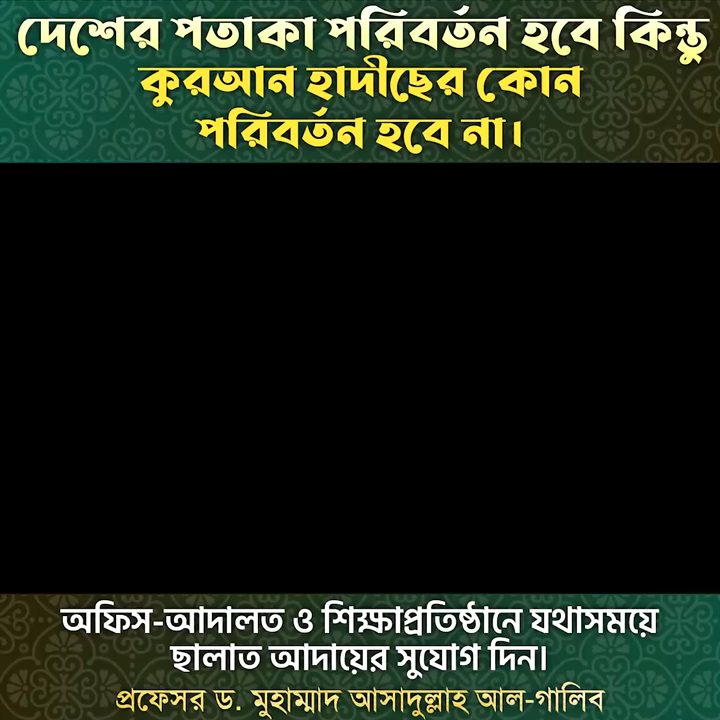 দেশের পতাকা পরিবর্তন হবে কিন্তু
কুরআন হাদীছের কোন
পরিবর্তন হবে না।
অফিস-আদালত ও শিক্ষাপ্রতিষ্ঠানে যথাসময়ে
ছালাত আদায়ের সুযোগ দিন।
প্রফেসর ড. মুহাম্মাদ আসাদুল্লাহ আল-গালিব